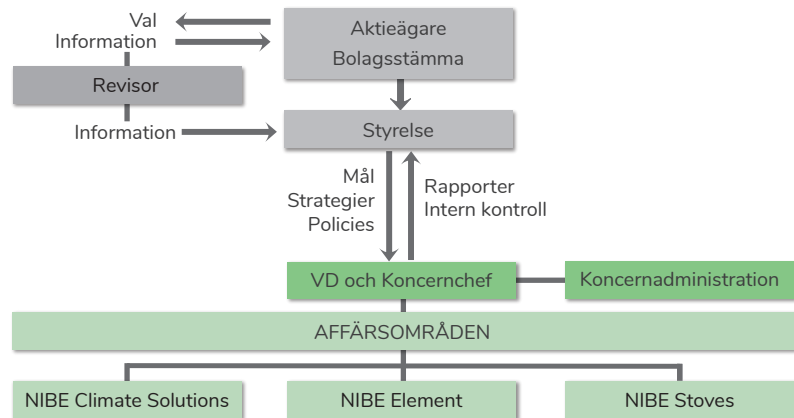 Val
Information
Aktieägare
Bolagsstämma
Revisor
Information
Styrelse
Mål
Strategier
Policies
Rapporter
Intern kontroll
VD och Koncernchef
Koncernadministration
AFFÄRSOMRÅDEN
NIBE Climate Solutions
NIBE Element
NIBE Stoves